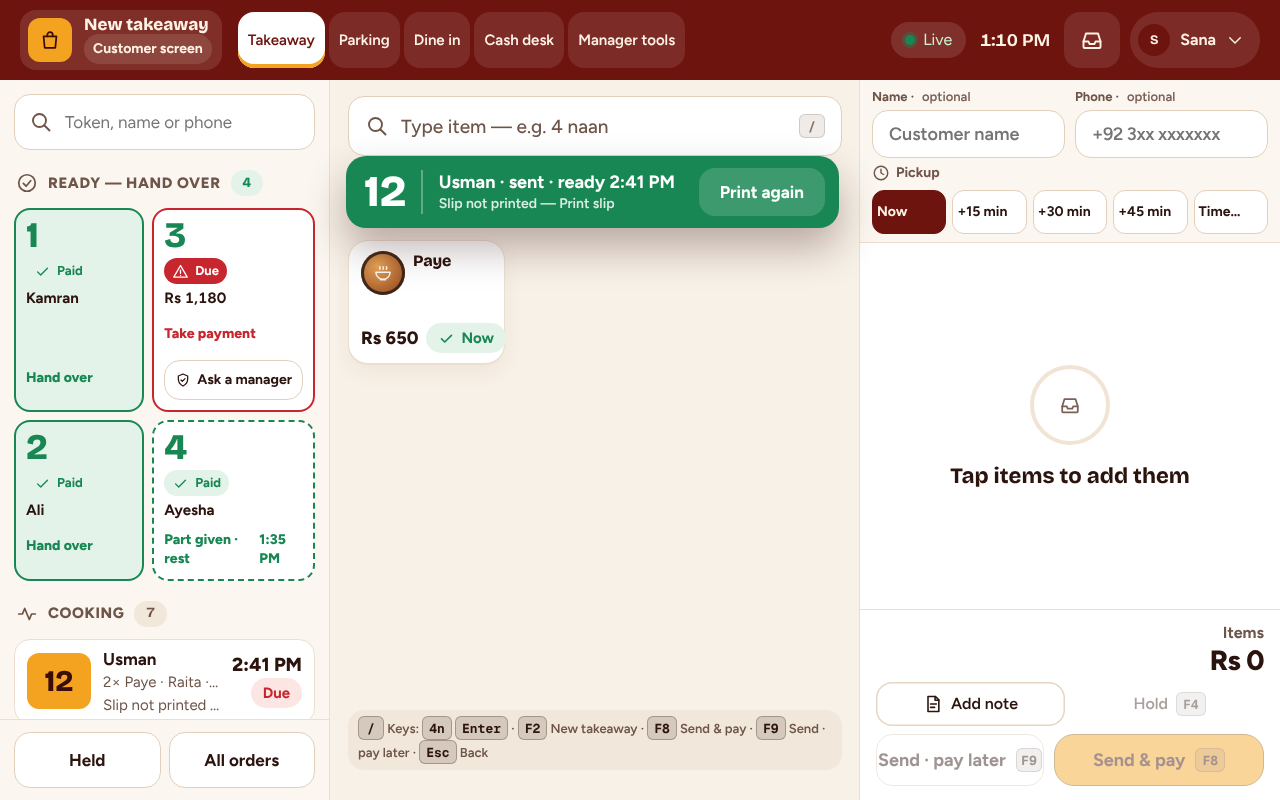 New takeaway
Customer screen
Takeaway
Parking
Dine in
Cash desk
Manager tools
Live
1:10 PM
S
Sana
Token, name or phone
READY — HAND OVER 4
1
Paid
Kamran
Hand over
3
Due
Rs 1,180
Take payment
Ask a manager
2
Paid
Ali
Hand over
4
Paid
Ayesha
Part given · rest
1:35 PM
COOKING 7
12
Usman
2× Paye · Raita ·...
Slip not printed ...
2:41 PM
Due
Held
All orders
Type item — e.g. 4 naan
/
12
Usman · sent · ready 2:41 PM
Slip not printed — Print slip
Print again
Paye
Rs 650
Now
/ Keys: 4n Enter · F2 New takeaway · F8 Send & pay · F9 Send ·
pay later · Esc Back
Name · optional
Customer name
Phone · optional
+92 3xx xxxxxxx
Pickup
Now
+15 min
+30 min
+45 min
Time...
Tap items to add them
Items
Rs 0
Add note
Hold F4
Send · pay later F9
Send & pay F8